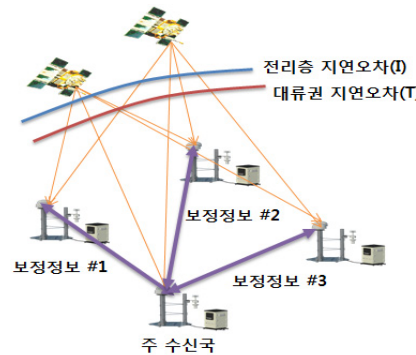 전리층 지연오차(I)
대류권 지연오차(T)
보정정보 #2
보정정보 #1
보정정보 #3
주 수신국